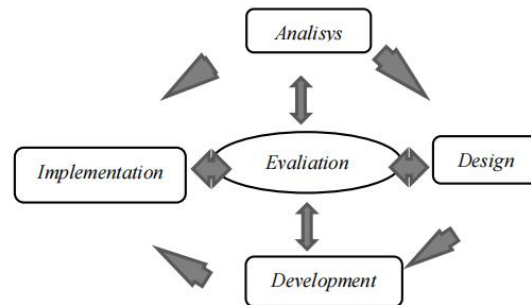 Analisys
Implementation
Evaliation
Design
Development